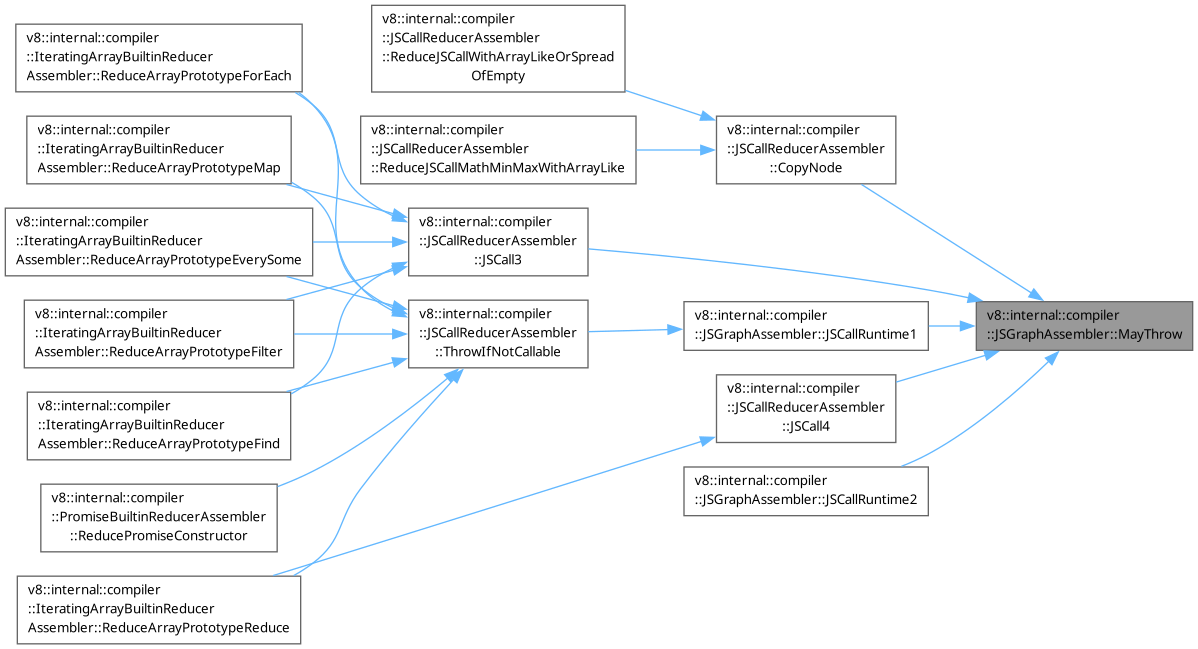 v8::internal::compiler
::IteratingArrayBuiltinReducer
Assembler::ReduceArrayPrototypeForEach
v8::internal::compiler
::IteratingArrayBuiltinReducer
Assembler::ReduceArrayPrototypeMap
v8::internal::compiler
::IteratingArrayBuiltinReducer
Assembler::ReduceArrayPrototypeEverySome
v8::internal::compiler
::IteratingArrayBuiltinReducer
Assembler::ReduceArrayPrototypeFilter
v8::internal::compiler
::IteratingArrayBuiltinReducer
Assembler::ReduceArrayPrototypeFind
v8::internal::compiler
::PromiseBuiltinReducerAssembler
::ReducePromiseConstructor
v8::internal::compiler
::IteratingArrayBuiltinReducer
Assembler::ReduceArrayPrototypeReduce
v8::internal::compiler
::JSCallReducerAssembler
::ReduceJSCallWithArrayLikeOrSpread
OfEmpty
v8::internal::compiler
::JSCallReducerAssembler
::ReduceJSCallMathMinMaxWithArrayLike
v8::internal::compiler
::JSCallReducerAssembler
::JSCall3
v8::internal::compiler
::JSCallReducerAssembler
::ThrowIfNotCallable
v8::internal::compiler
::JSCallReducerAssembler
::CopyNode
v8::internal::compiler
::JSGraphAssembler::JSCallRuntime1
v8::internal::compiler
::JSCallReducerAssembler
::JSCall4
v8::internal::compiler
::JSGraphAssembler::JSCallRuntime2
v8::internal::compiler
::JSGraphAssembler::MayThrow